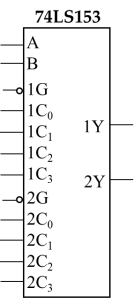 74LS153
A
B
1G
1C₀
1C₁
1Y
1C₂
1C₃
2Y
2G
2C₀
2C₁
2C₂
2C₃